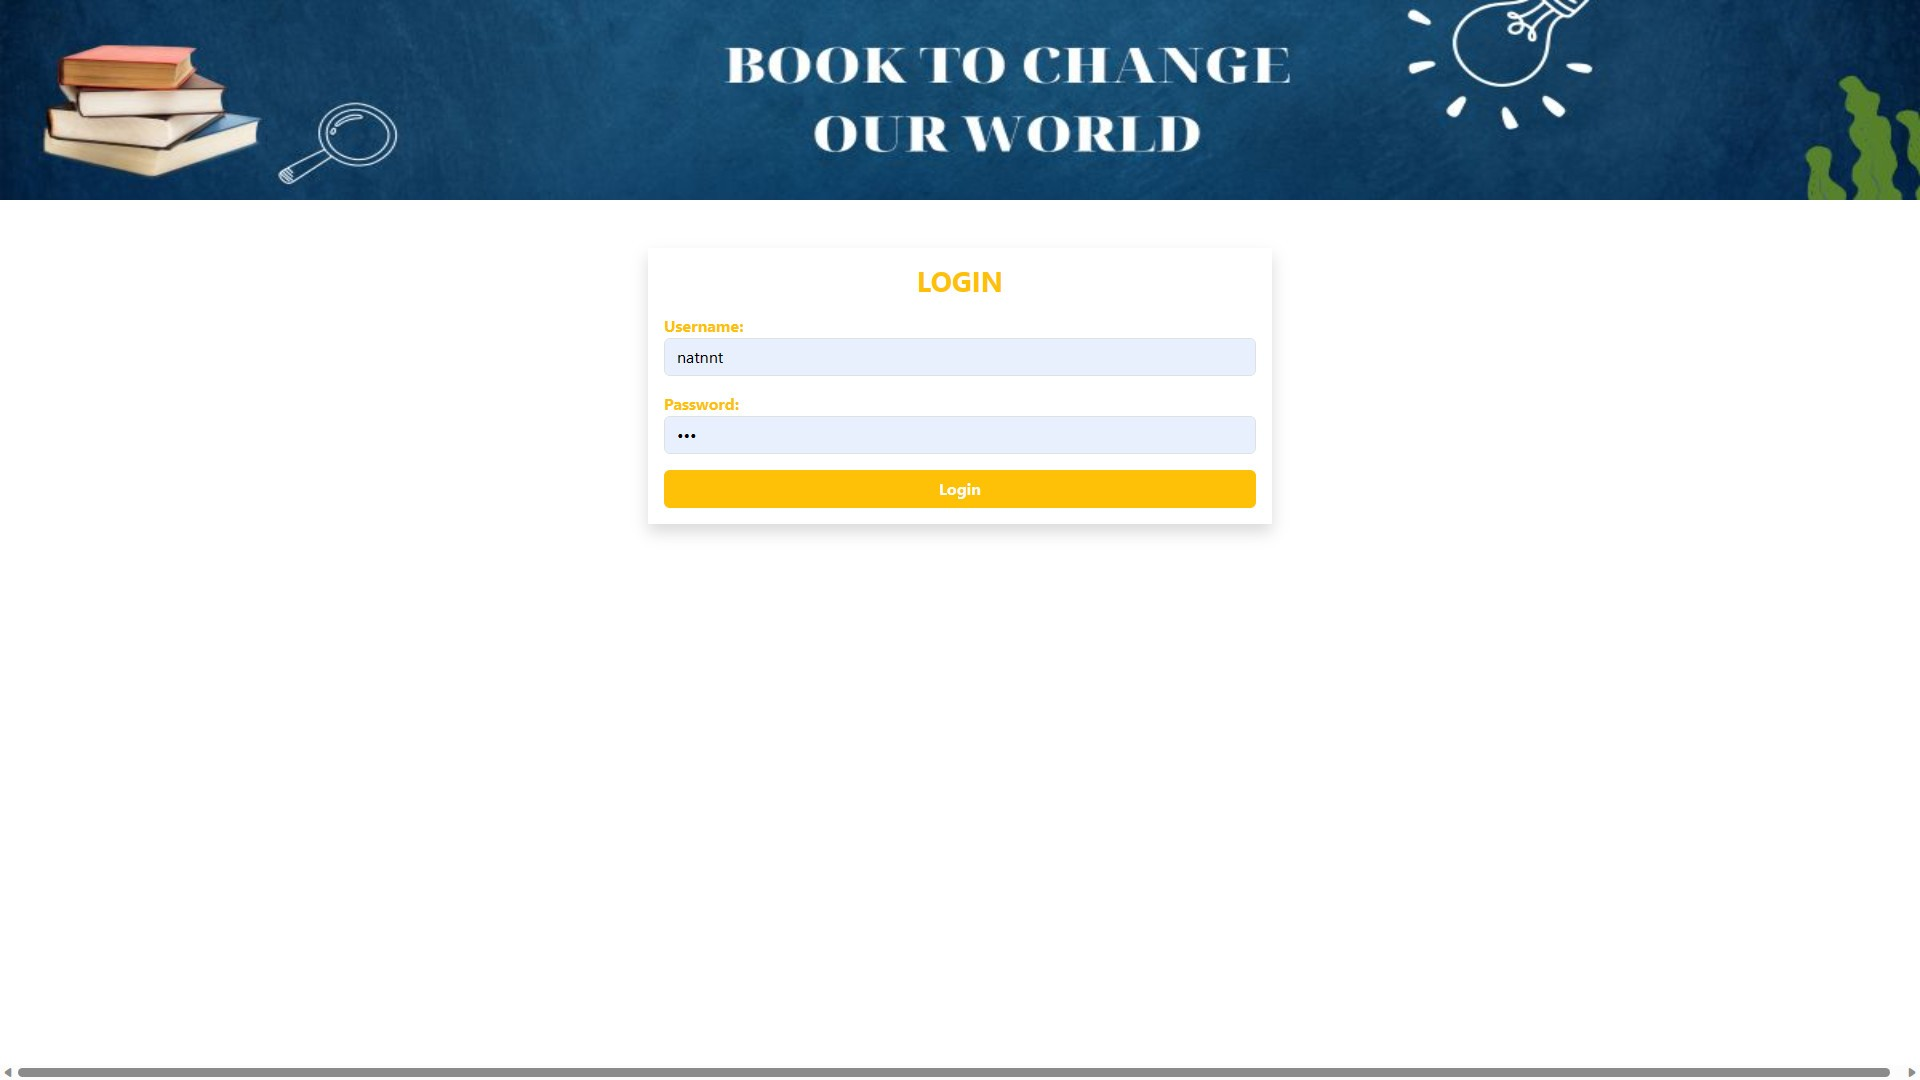 BOOK TO CHANGE
OUR WORLD
LOGIN
Username:
natnnt
Password:
•••
Login